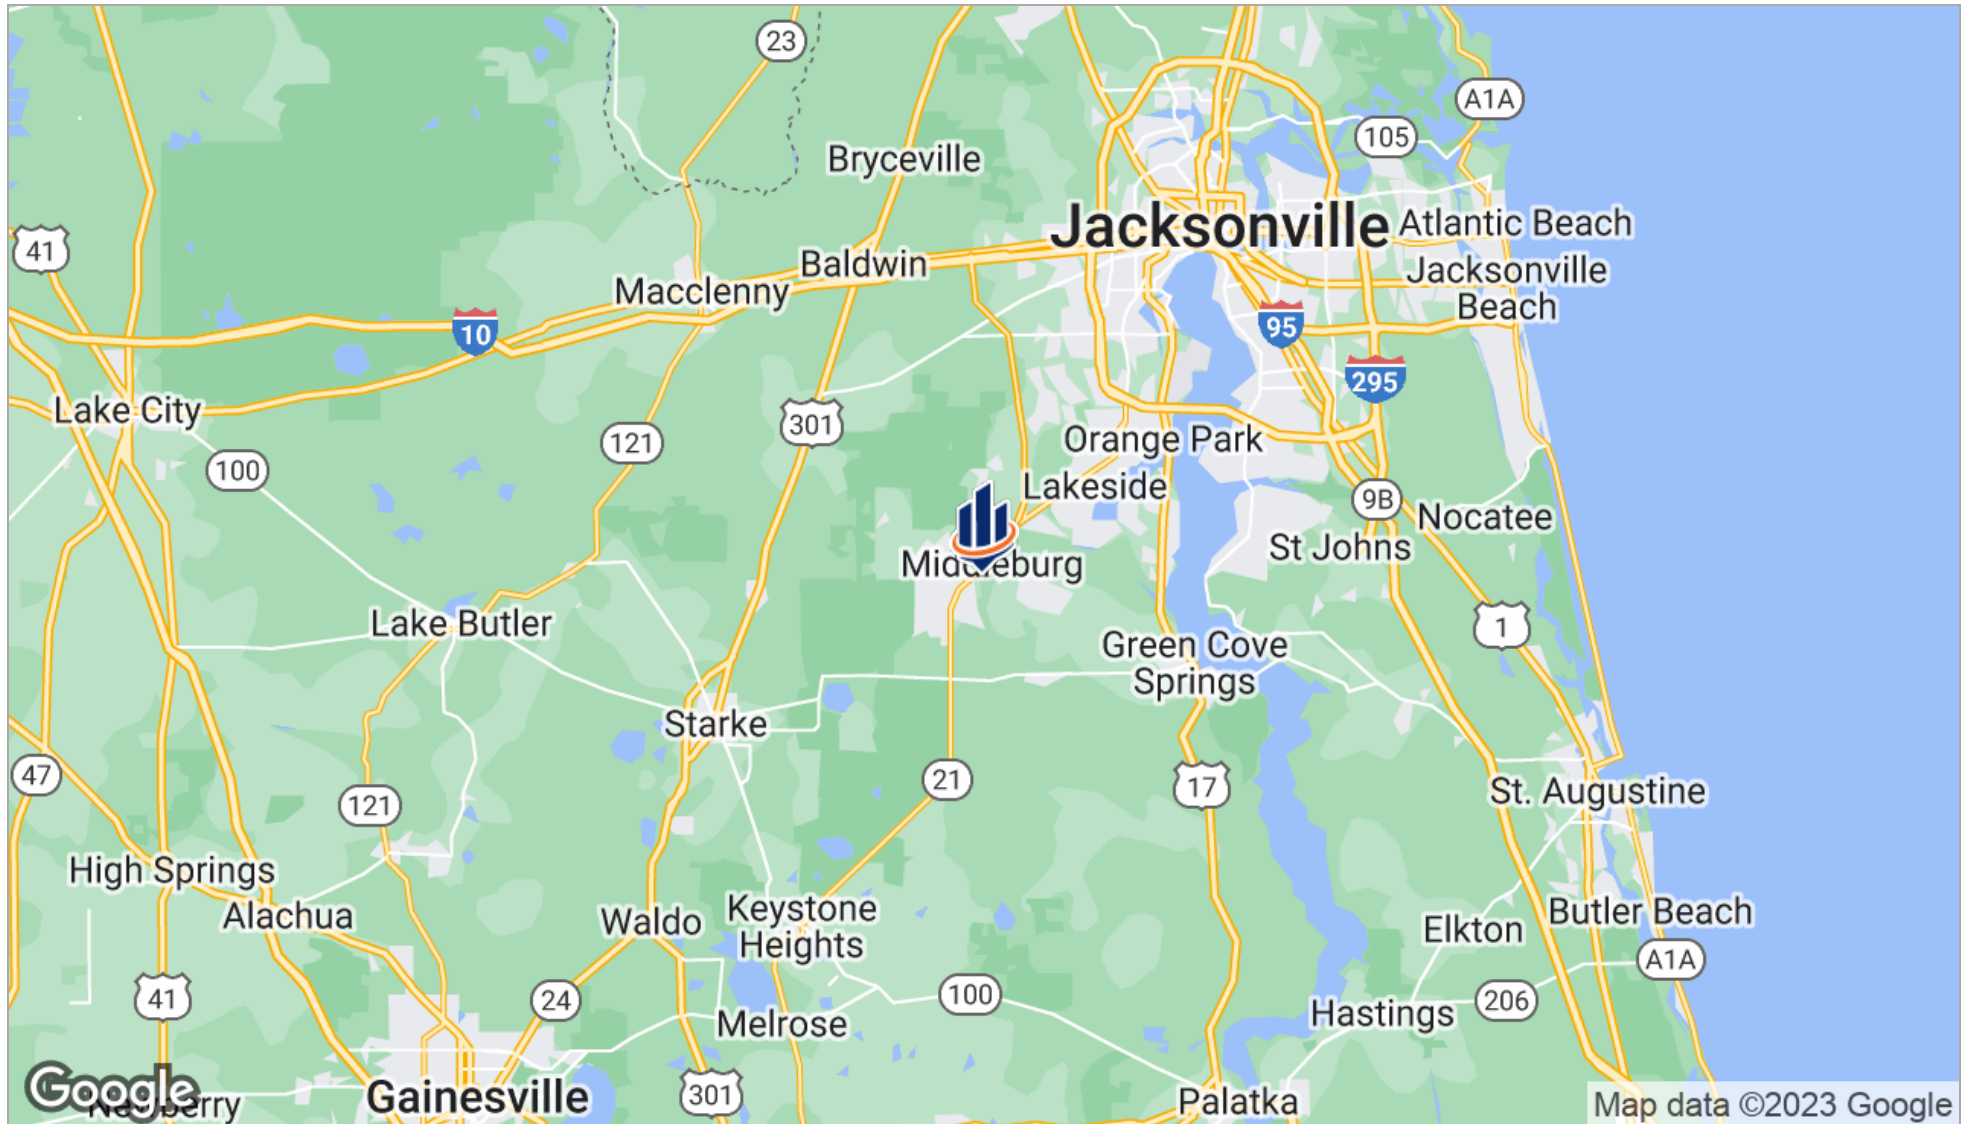 23
A1A
105
Bryceville
Jacksonville
Atlantic Beach
41
Baldwin
Jacksonville
Beach
Macclenny
10
95
295
Lake City
301
121
Orange Park
100
Lakeside
9B
Nocatee
St Johns
Middleburg
Lake Butler
1
Green Cove
Springs
Starke
47
21
17
121
St. Augustine
High Springs
Alachua
Waldo
Keystone
Heights
Butler Beach
Elkton
A1A
41
24
100
206
Melrose
Hastings
Google
Newberry
Gainesville
301
Palatka
Map data ©2023 Google